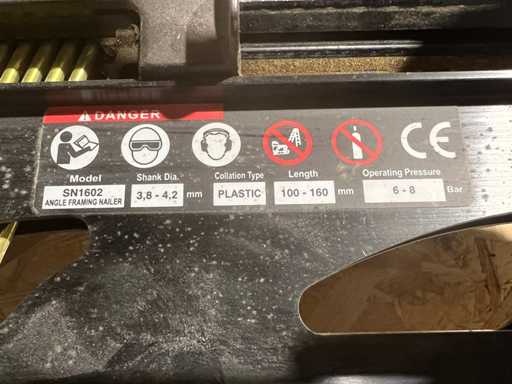 DANGER
Model Shank Dia. Collation Type Length Operating Pressure
SN1602 3,8 - 4,2 mm PLASTIC 100 - 160 mm 6 - 8 Bar
ANGLE FRAMING NAILER
CE